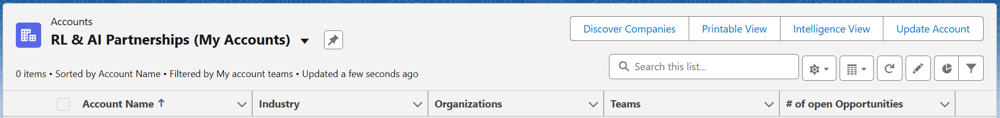 Accounts
RL & AI Partnerships (My Accounts)
Discover Companies
Printable View
Intelligence View
Update Account
0 items • Sorted by Account Name • Filtered by My account teams • Updated a few seconds ago
Search this list...
Account Name
Industry
Organizations
Teams
# of open Opportunities